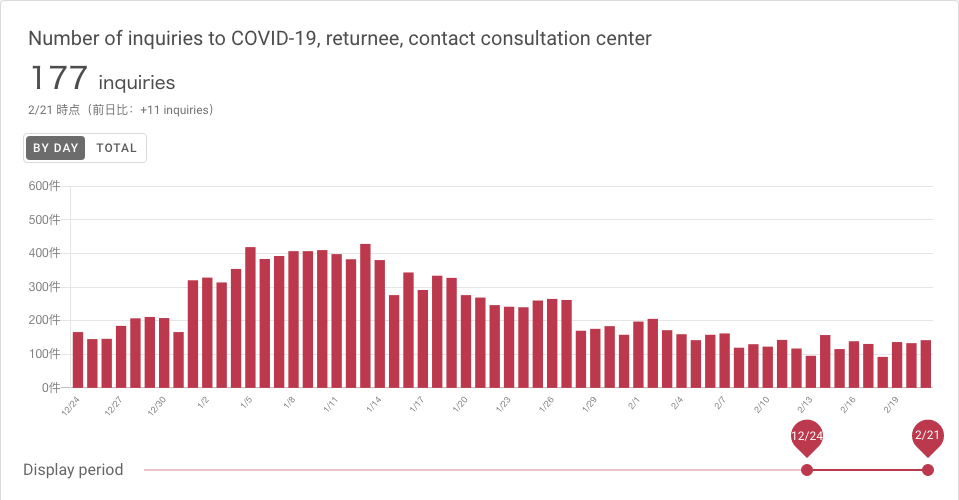 Number of inquiries to COVID-19, returnee, contact consultation center
177 inquiries
2/21 時点（前日比：+11 inquiries）
BY DAY TOTAL
600件
500件
400件
300件
200件
100件
0件
12/24 12/27 12/30 1/2 1/5 1/8 1/11 1/14 1/17 1/20 1/23 1/26 1/29 2/1 2/4 2/7 2/10 2/13 2/16 2/19
12/24 2/21
Display period